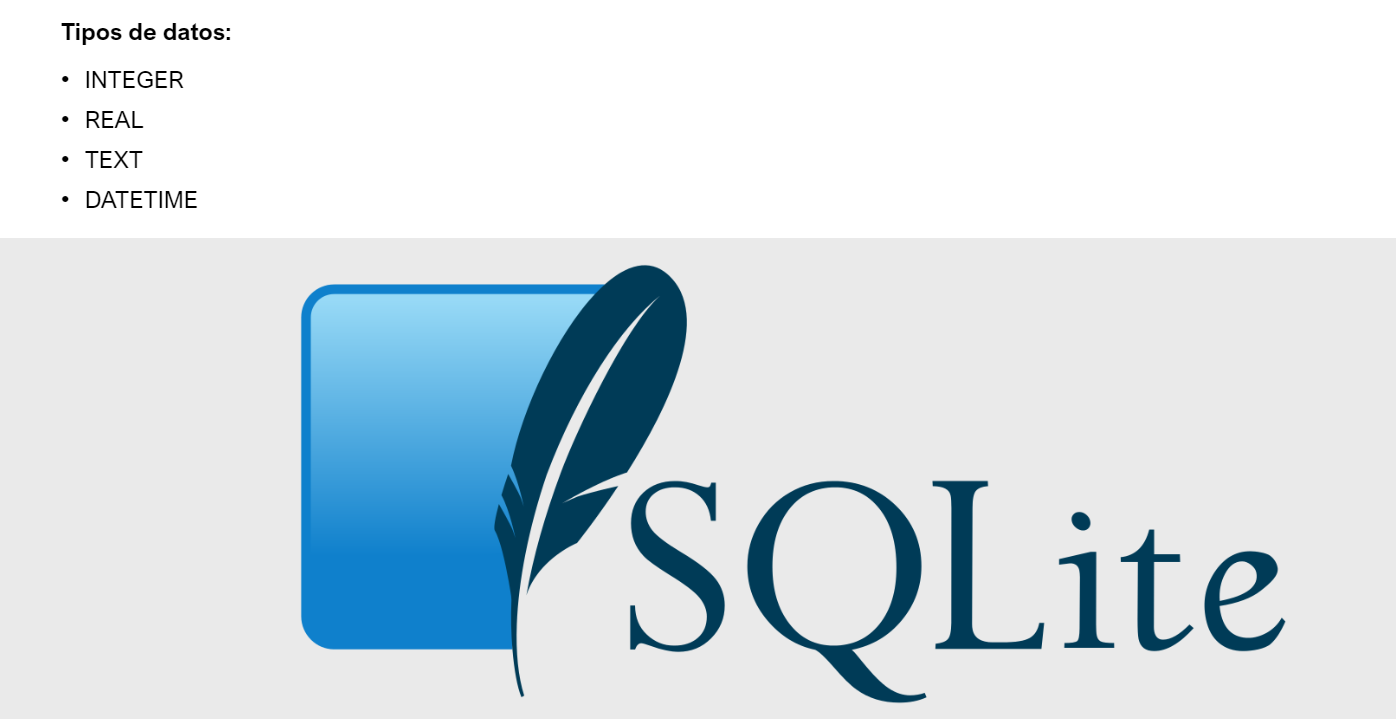 Tipos de datos:
• INTEGER
• REAL
• TEXT
• DATETIME
SQLite